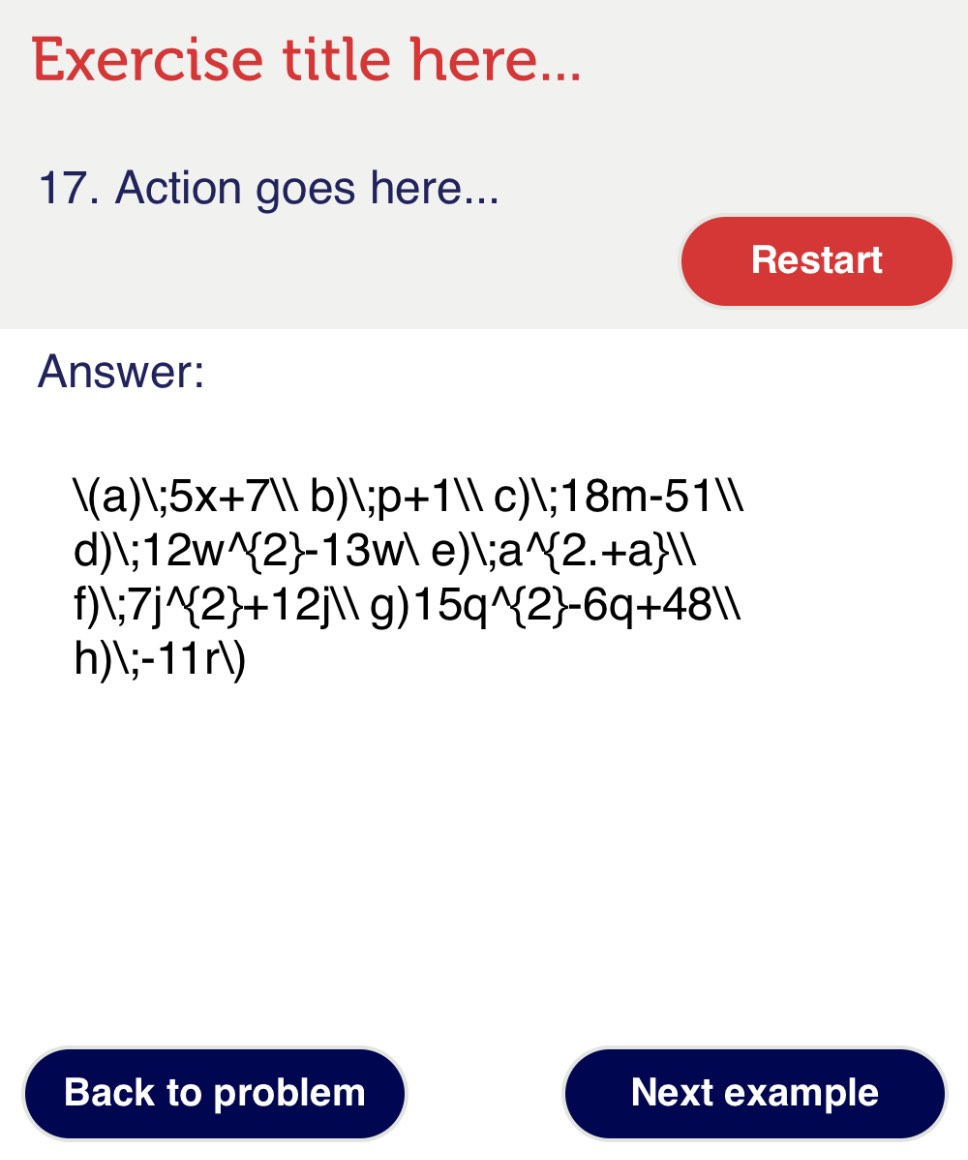 Exercise title here...
17. Action goes here...
Restart
Answer:
\(a)\;5x+7\\ b)\;p+1\\ c)\;18m-51\\
d)\;12w^{2}-13w\ e)\;a^{2.+a}\\
f)\;7j^{2}+12j\\ g)15q^{2}-6q+48\\
h)\;-11r\)
Back to problem
Next example